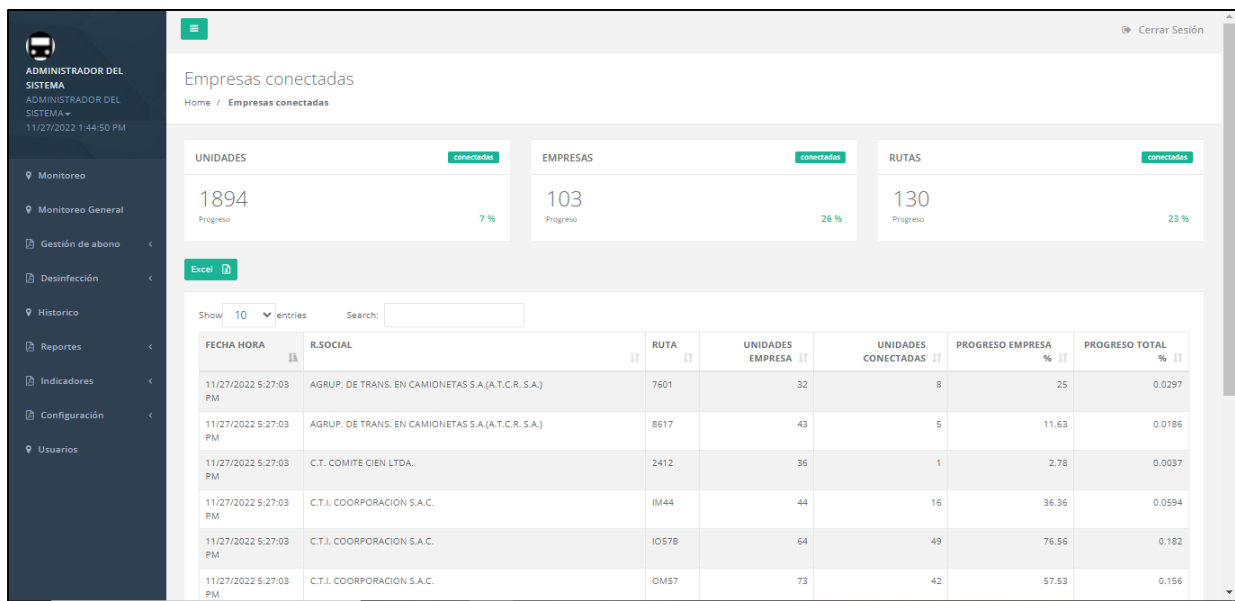 Cerrar Sesión
ADMINISTRADOR DEL
SISTEMA
ADMINISTRADOR DEL
SISTEMA
11/27/2022 1:44:50 PM
Monitoreo
Monitoreo General
Gestión de abono
Desinfección
Historico
Reportes
Indicadores
Configuración
Usuarios
Empresas conectadas
Home / Empresas conectadas
UNIDADES conectadas
1894
Progreso 7 %
EMPRESAS conectadas
103
Progreso 26 %
RUTAS conectadas
130
Progreso 23 %
Excel
Show 10 entries Search:
FECHA HORA R.SOCIAL RUTA UNIDADES EMPRESA UNIDADES CONECTADAS PROGRESO EMPRESA % PROGRESO TOTAL %
11/27/2022 5:27:03 PM AGRUP. DE TRANS. EN CAMIONETAS S.A.(A.T.C.R. S.A.) 7601 32 8 25 0.0297
11/27/2022 5:27:03 PM AGRUP. DE TRANS. EN CAMIONETAS S.A.(A.T.C.R. S.A.) 8617 43 5 11.63 0.0186
11/27/2022 5:27:03 PM C.T. COMITE CIEN LTDA. 2412 36 1 2.78 0.0037
11/27/2022 5:27:03 PM C.T.I. COORPORACION S.A.C. IM44 44 16 36.36 0.0594
11/27/2022 5:27:03 PM C.T.I. COORPORACION S.A.C. IO57B 64 49 76.56 0.182
11/27/2022 5:27:03 PM C.T.I. COORPORACION S.A.C. OM57 73 42 57.53 0.156